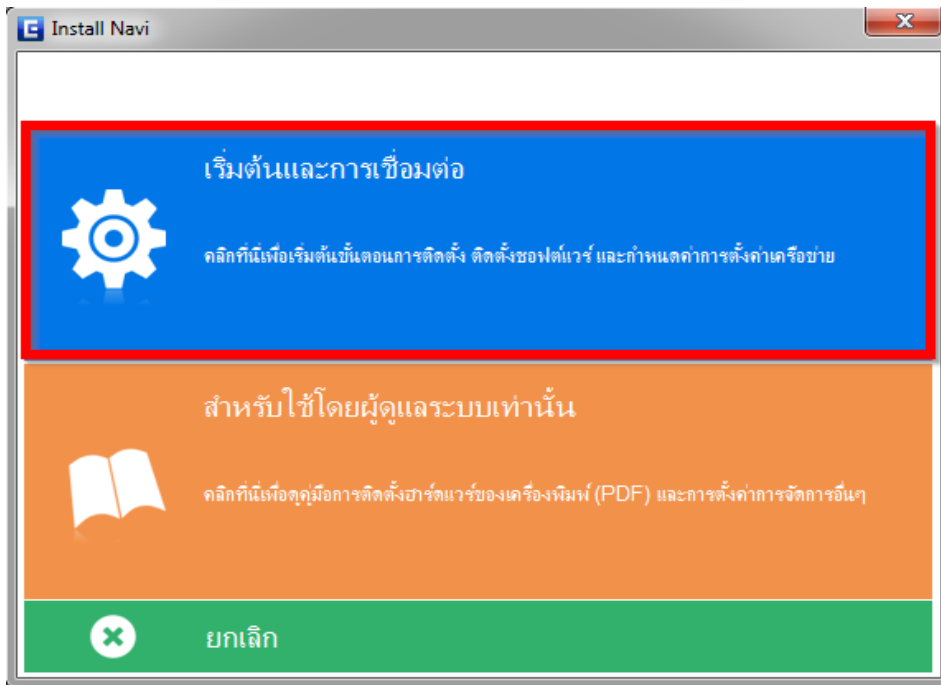 Install Navi
เริ่มต้นและการเชื่อมต่อ
คลิกที่นี่เพื่อเริ่มต้นขั้นตอนการติดตั้ง ติดตั้งซอฟต์แวร์ และกำหนดค่าการตั้งค่าเครือข่าย
สำหรับใช้โดยผู้ดูแลระบบเท่านั้น
คลิกที่นี่เพื่อดูคู่มือการติดตั้งฮาร์ดแวร์ของเครื่องพิมพ์ (PDF) และการตั้งค่าการจัดการอื่นๆ
ยกเลิก